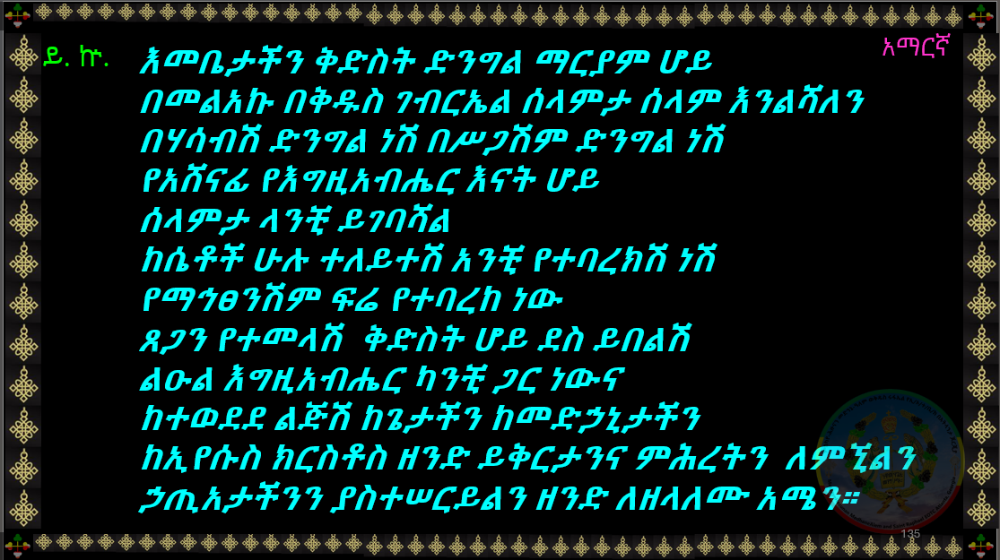 አማርኛ
ይ. ኩ.
እመቤታችን ቅድስት ድንግል ማርያም ሆይ
በመልአኩ በቅዱስ ገብርኤል ሰላምታ ሰላም እንልሻለን
በሃሳብሽ ድንግል ነሽ በሥጋሽም ድንግል ነሽ
የአሸናፊ የእግዚአብሔር እናት ሆይ
ሰላምታ ላንቺ ይገባሻል
ከሴቶች ሁሉ ተለይተሽ አንቺ የተባረክሽ ነሽ
የማኅፀንሽም ፍሬ የተባረከ ነው
ጸጋን የተመላሽ ቅድስት ሆይ ደስ ይበልሽ
ልዑል እግዚአብሔር ካንቺ ጋር ነውና
ከተወደደ ልጅሽ ከጌታችን ከመድኃኒታችን
ከኢየሱስ ክርስቶስ ዘንድ ይቅርታንና ምሕረትን ለምኚልን
ኃጢአታችንን ያስተሠርይልን ዘንድ ለዘላለሙ አሜን።
135